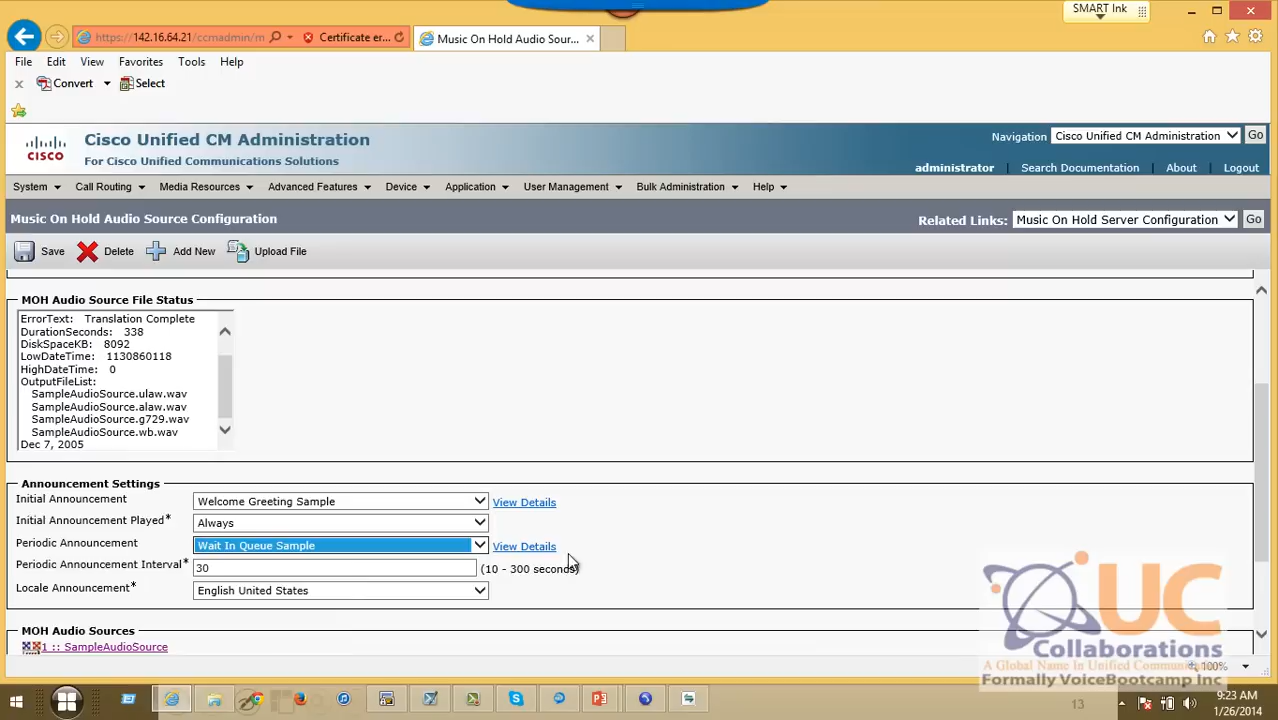 SMART Ink
https://142.16.64.21/ccmadmin/m
Certificate er...
Music On Hold Audio Sour...
File Edit View Favorites Tools Help
x Convert Select
CISCO
Cisco Unified CM Administration
For Cisco Unified Communications Solutions
Navigation Cisco Unified CM Administration Go
administrator | Search Documentation | About | Logout
System Call Routing Media Resources Advanced Features Device Application User Management Bulk Administration Help
Music On Hold Audio Source Configuration
Related Links: Music On Hold Server Configuration Go
Save Delete Add New Upload File
MOH Audio Source File Status
ErrorText: Translation Complete
DurationSeconds: 338
DiskSpaceKB: 8092
LowDateTime: 1130860118
HighDateTime: 0
OutputFileList:
SampleAudioSource.ulaw.wav
SampleAudioSource.alaw.wav
SampleAudioSource.g729.wav
SampleAudioSource.wb.wav
Dec 7, 2005
Announcement Settings
Initial Announcement Welcome Greeting Sample View Details
Initial Announcement Played* Always
Periodic Announcement Wait In Queue Sample View Details
Periodic Announcement Interval* 30 (10 - 300 seconds)
Locale Announcement* English United States
MOH Audio Sources
1 :: SampleAudioSource
UC
Collaborations
A Global Name In Unified
Formally VoiceBootcamp Inc
100%
13
9:23 AM
1/26/2014